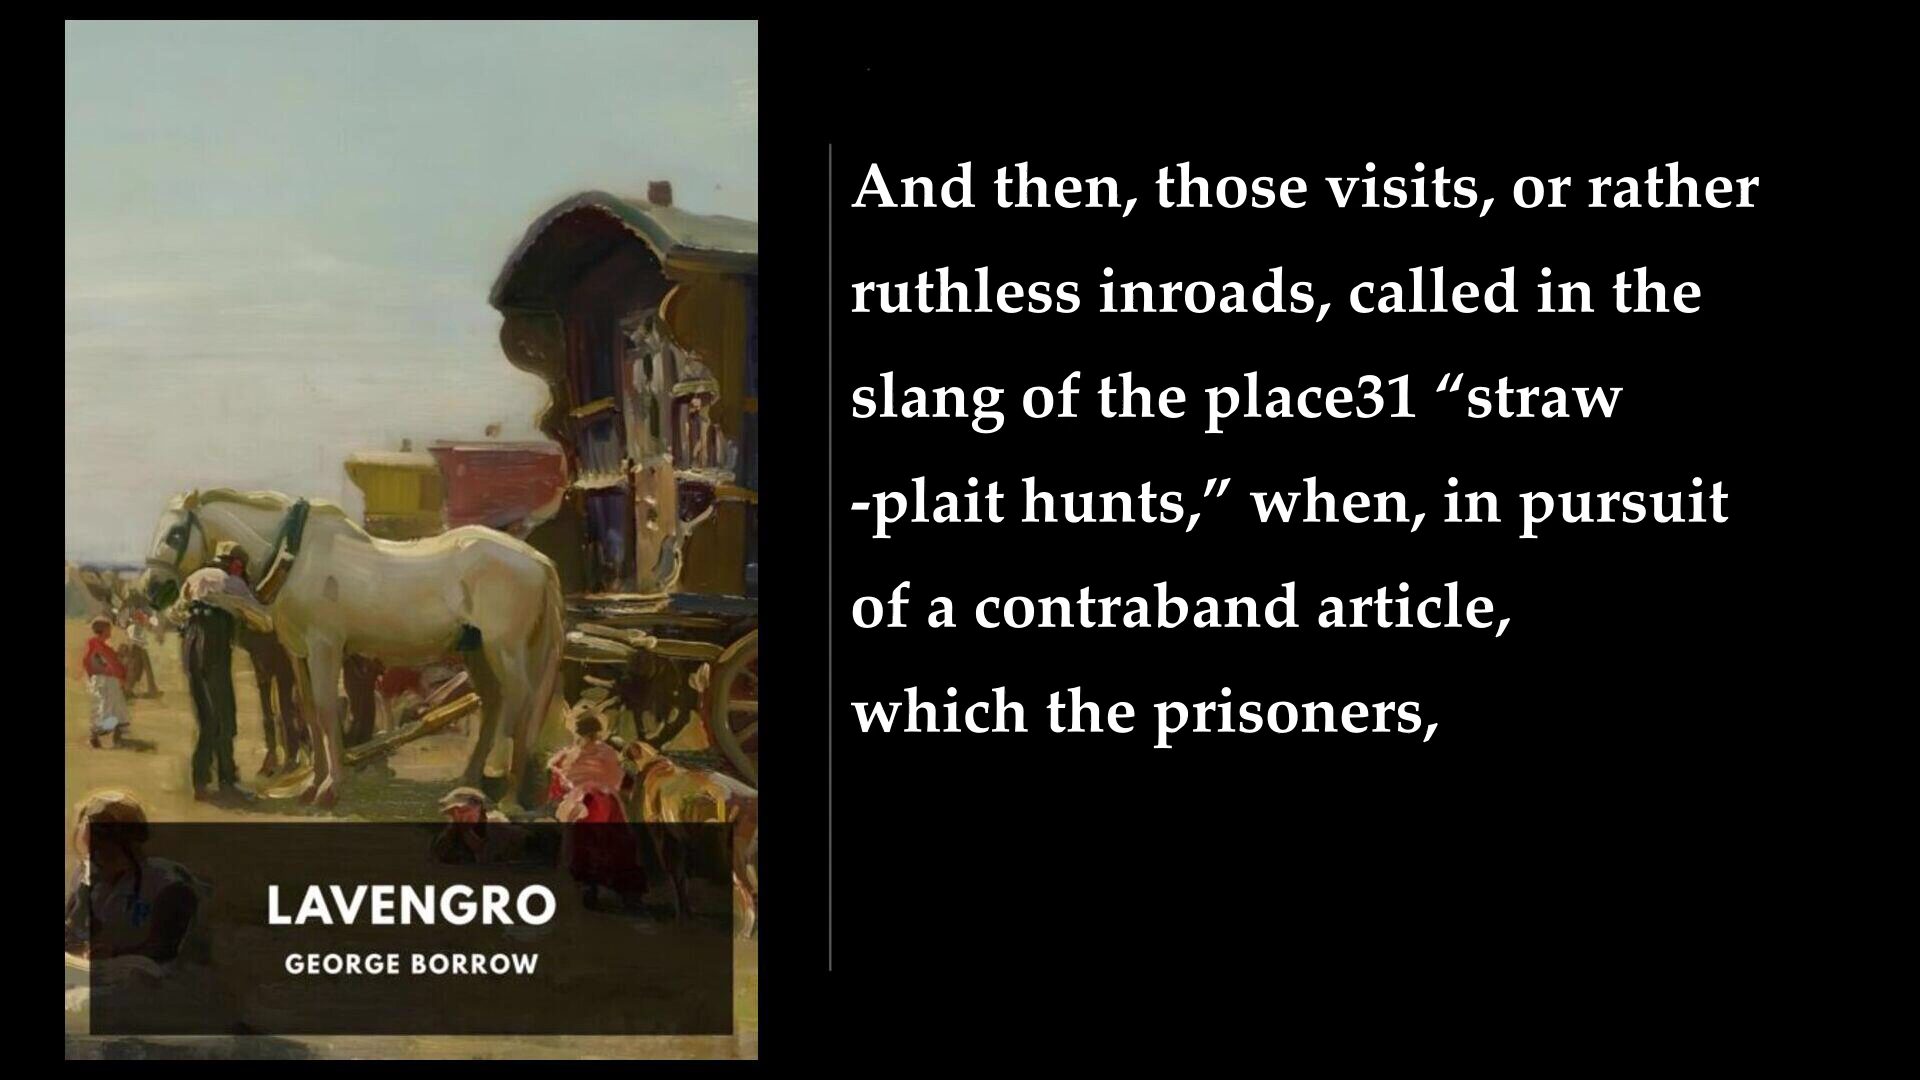 LAVENGRO
GEORGE BORROW
And then, those visits, or rather
ruthless inroads, called in the
slang of the place31 “straw
-plait hunts,” when, in pursuit
of a contraband article,
which the prisoners,